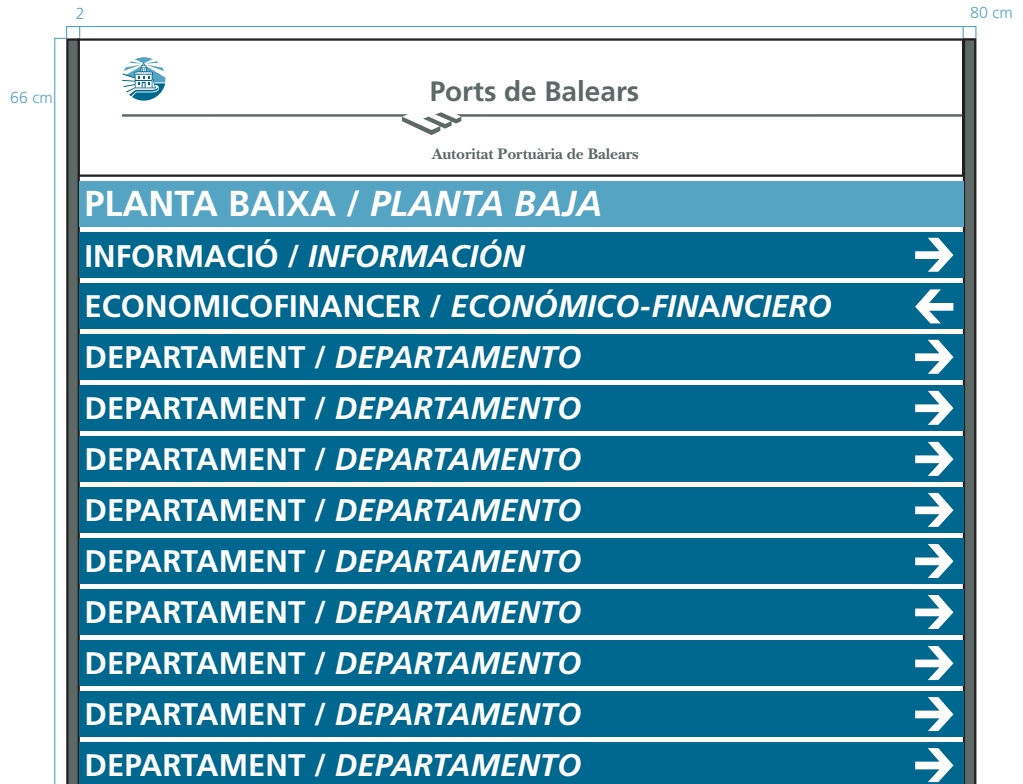 2
80 cm
66 cm
Ports de Balears
Autoritat Portuària de Balears
PLANTA BAIXA / PLANTA BAJA
INFORMACIÓ / INFORMACIÓN
ECONOMICOFINANCER / ECONÓMICO-FINANCIERO
DEPARTAMENT / DEPARTAMENTO
DEPARTAMENT / DEPARTAMENTO
DEPARTAMENT / DEPARTAMENTO
DEPARTAMENT / DEPARTAMENTO
DEPARTAMENT / DEPARTAMENTO
DEPARTAMENT / DEPARTAMENTO
DEPARTAMENT / DEPARTAMENTO
DEPARTAMENT / DEPARTAMENTO
DEPARTAMENT / DEPARTAMENTO